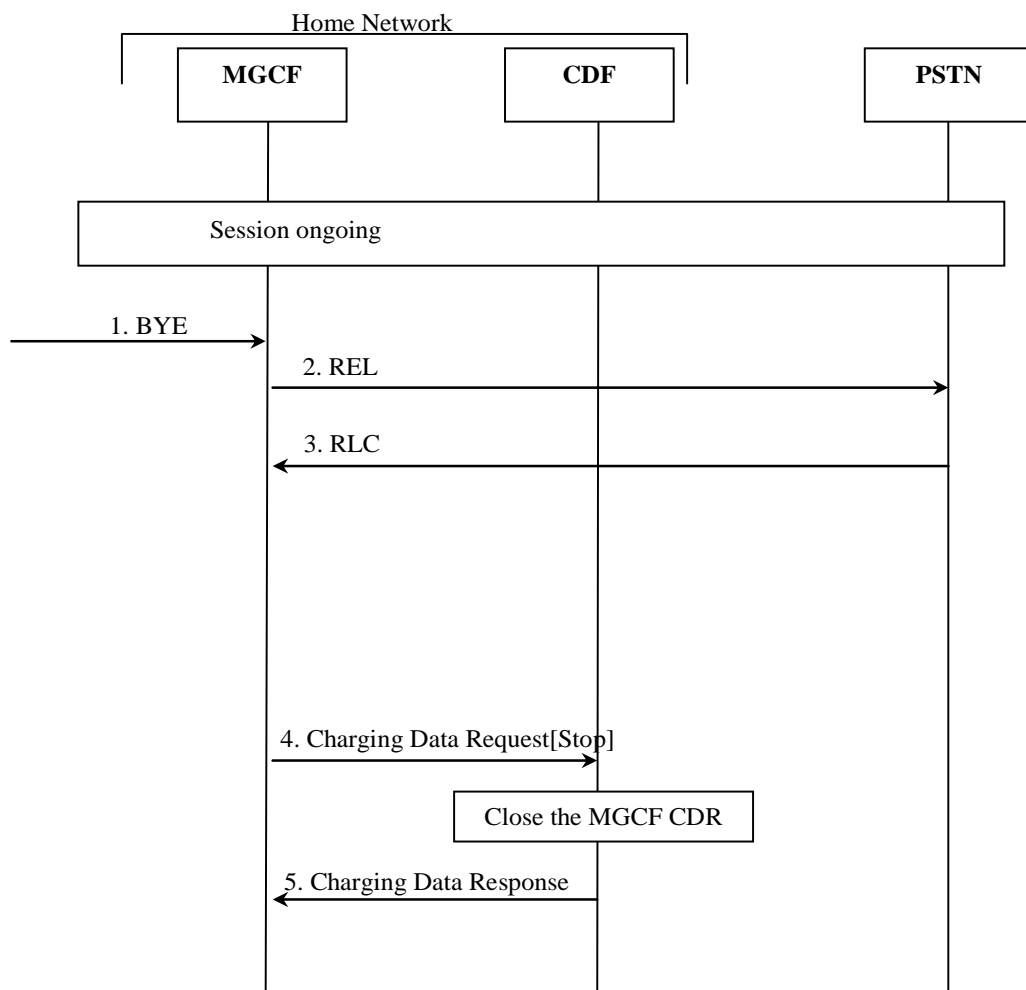 Home Network
MGCF
CDF
PSTN
Session ongoing
1. BYE
2. REL
3. RLC
4. Charging Data Request[Stop]
Close the MGCF CDR
5. Charging Data Response